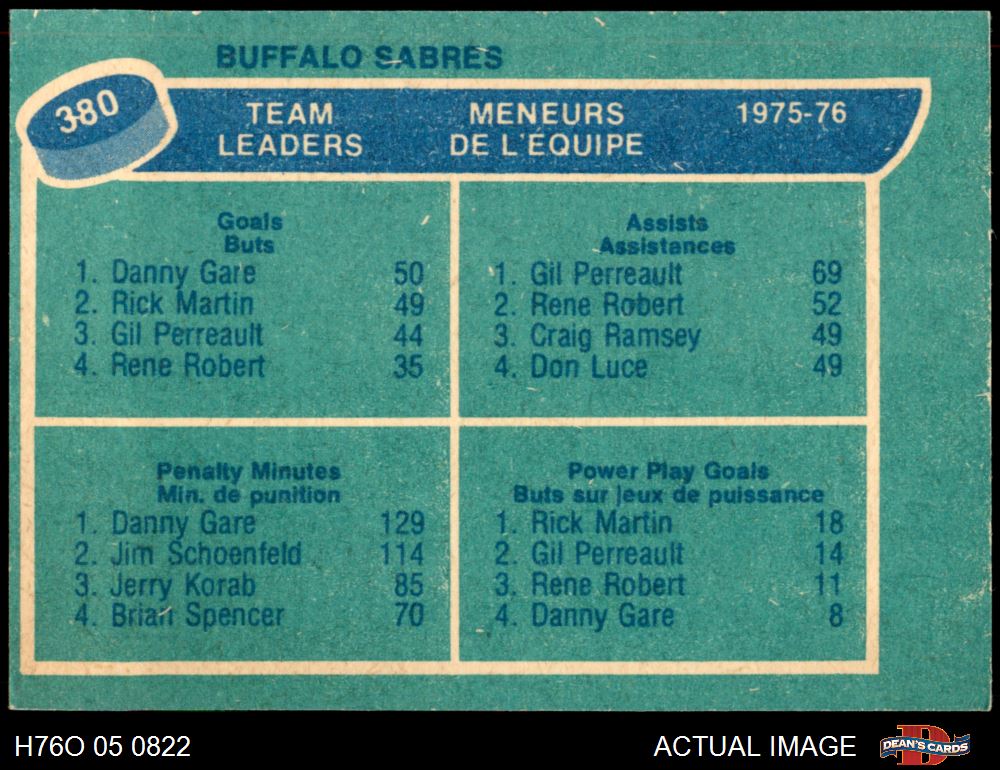 BUFFALO SABRES
380
TEAM LEADERS
MENEURS DE L'ÉQUIPE
1975-76
Goals
Buts
1. Danny Gare 50
2. Rick Martin 49
3. Gil Perreault 44
4. Rene Robert 35
Assists
Assistances
1. Gil Perreault 69
2. Rene Robert 52
3. Craig Ramsey 49
4. Don Luce 49
Penalty Minutes
Min. de punition
1. Danny Gare 129
2. Jim Schoenfeld 114
3. Jerry Korab 85
4. Brian Spencer 70
Power Play Goals
Buts sur jeux de puissance
1. Rick Martin 18
2. Gil Perreault 14
3. Rene Robert 11
4. Danny Gare 8
H76O 05 0822
ACTUAL IMAGE
D
DEAN'S CARDS